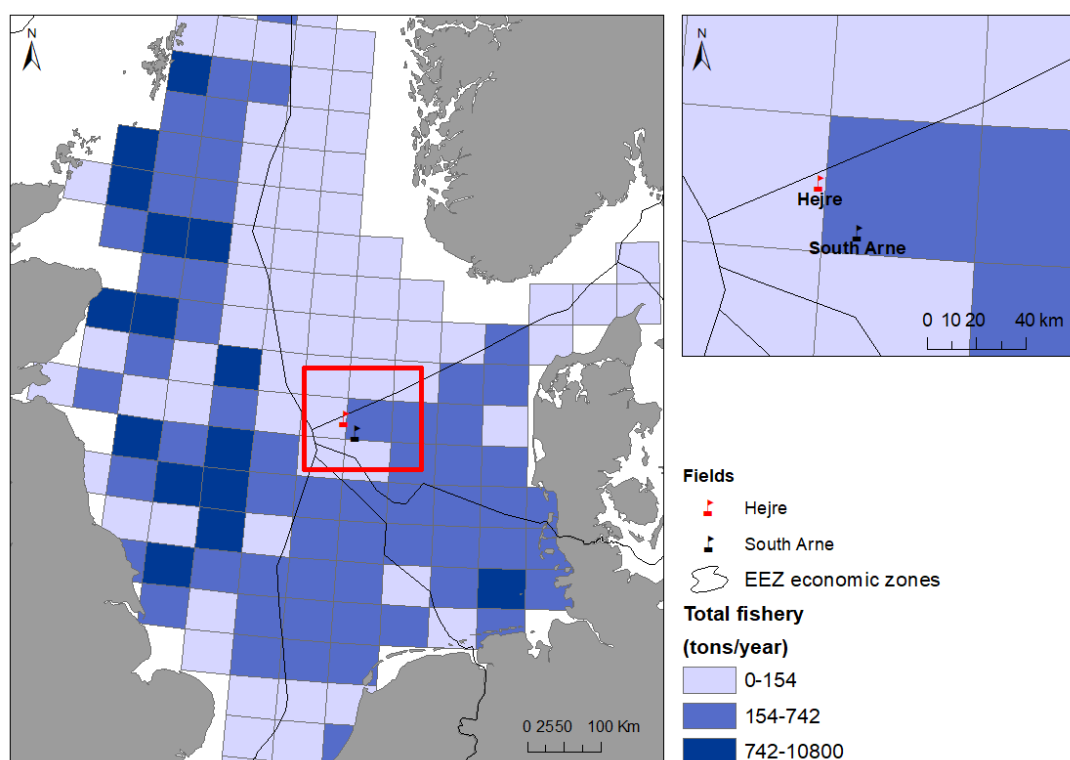 N
0 2550 100 Km
N
Hejre
South Arne
0 10 20 40 km
Fields
Hejre
South Arne
EEZ economic zones
Total fishery
(tons/year)
0-154
154-742
742-10800